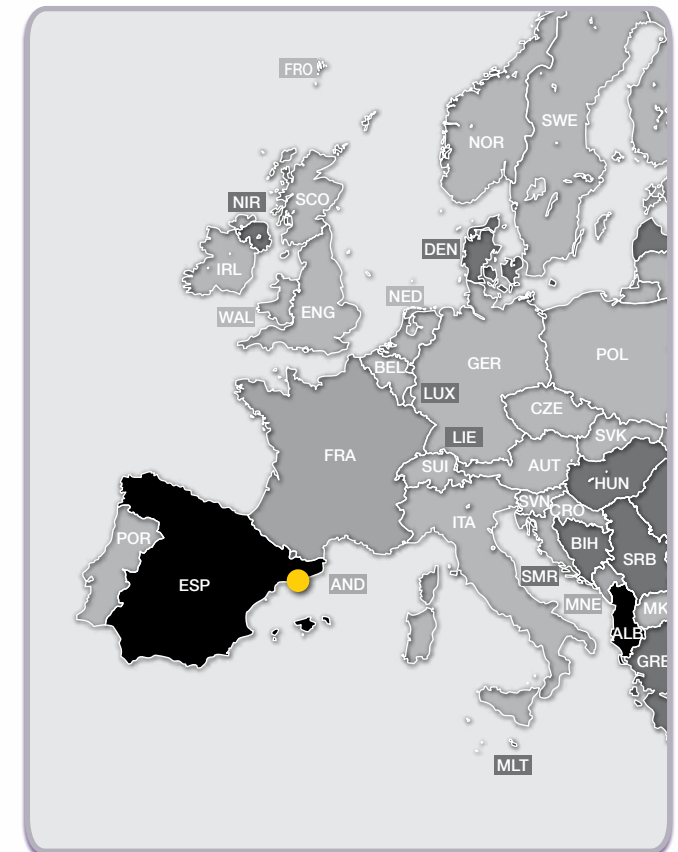 FRO
SWE
NOR
SCO
NIR
DEN
IRL
NED
ENG
WAL
POL
GER
BEL
LUX
CZE
LIE
SVK
FRA
SUI
AUT
HUN
SVN
CRO
ITA
POR
BIH
SRB
SMR
ESP
AND
MNE
MK
ALB
GRE
MLT